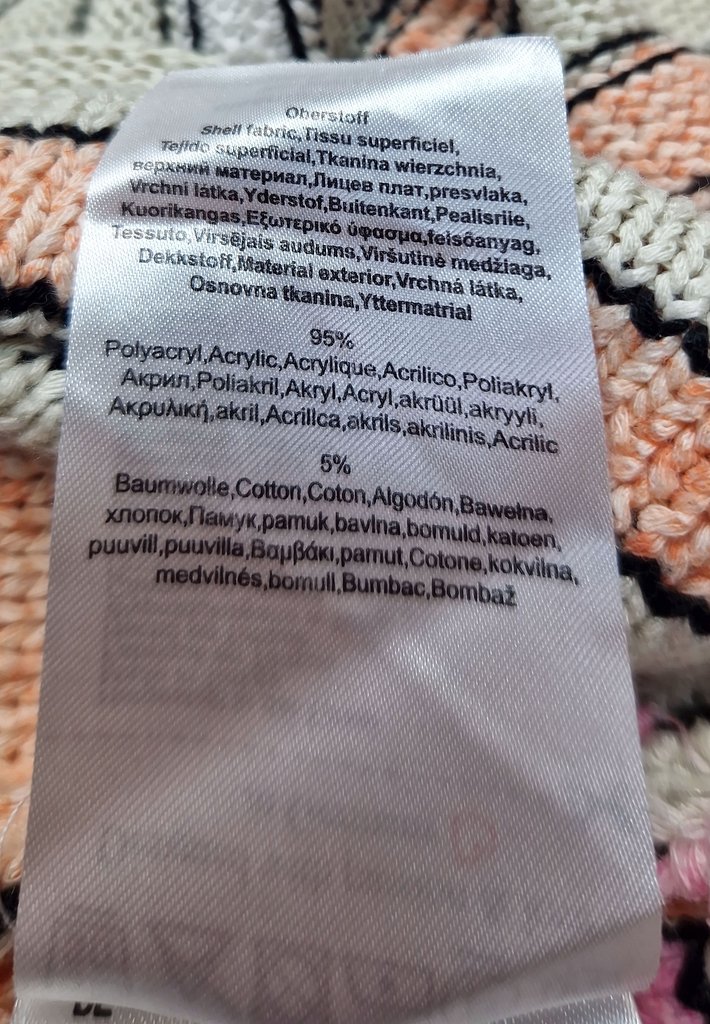 Oberstoff
Shell fabric,Tissu superficiel,
Tejido superficial,Tkanina wierzchnia,
верхний материал,Лицев плат,presvlaka,
Vrchni látka,Yderstof,Buitenkant,Pealisriie,
Kuorikangas,Εξωτερικό ύφασμα,felsőanyag,
Tessuto,Virsējais audums,Viršutinė medžiaga,
Dekkstoff,Material exterior,Vrchná látka,
Osnovna tkanina,Yttermatrial
95%
Polyacryl,Acrylic,Acrylique,Acrilico,Poliakrył,
Акрил,Poliakril,Akryl,Acryl,akrüül,akryyli,
Ακρυλική,akril,Acrillca,akrils,akrilinis,Acrilic
5%
Baumwolle,Cotton,Coton,Algodón,Bawełna,
хлопок,Памук,pamuk,bavlna,bomuld,katoen,
puuvill,puuvilla,Βαμβάκι,pamut,Cotone,kokvilna,
medvilnés,bomull,Bumbac,Bombaž